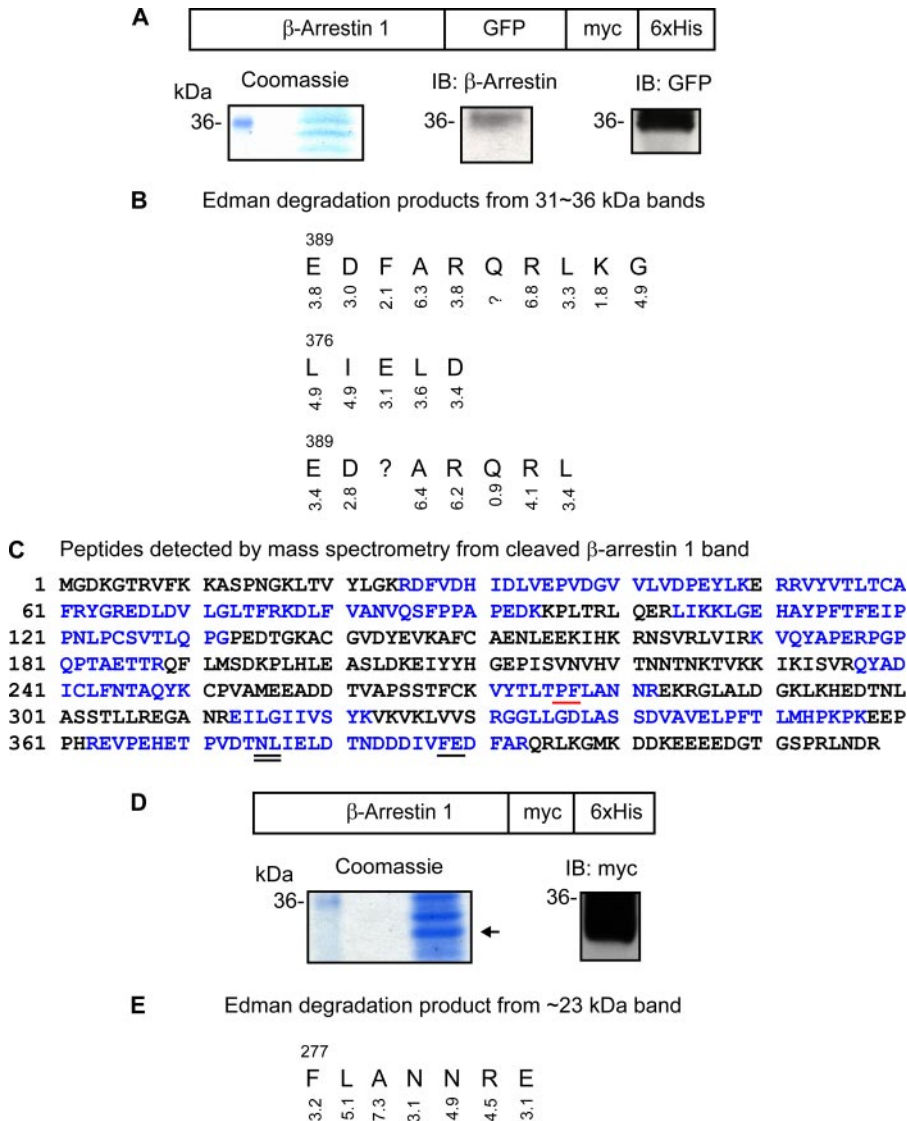 A
β-Arrestin 1 GFP myc 6xHis
kDa Coomassie IB: β-Arrestin IB: GFP
36- 36- 36-
B Edman degradation products from 31~36 kDa bands
389
E D F A R Q R L K G
3.8 3.0 2.1 6.3 3.8 ? 6.8 3.3 1.8 4.9
376
L I E L D
4.9 4.9 3.1 3.6 3.4
389
E D ? A R Q R L
3.4 2.8 6.4 6.2 0.9 4.1 3.4
C Peptides detected by mass spectrometry from cleaved β-arrestin 1 band
1 MGDKGTRVFK KASPNGKLTV YLGKRDFVDH IDLVEPVDGV VLVDPEYLKE RRVYVTLTCA
61 FRYGREDLDV LGLTFRKDLF VANVQSFPPA PEDKKPLTRL QERLIKKLGE HAYPFTFEIP
121 PNLPCSVTLQ PGPEDTGKAC GVDYEVKAFC AENLEEKIHK RNSVRLVIRK VQYAPERPGP
181 QPTAETTRQF LMSDKPLHLE ASLDKEIYYH GEPISVNVHV TNNTNKTVKK IKISVRQYAD
241 ICLFNTAQYK CPVAMEEADD TVAPSSTFCK VYTLTPFLAN NREKRGLALD GKLKHEDTNL
301 ASSTLLREGA NREILGIIVS YKVKVKLVVS RGGLLGDLAS SDVAVELPFT LMHPKPKEEP
361 PHREVPEHET PVDTNLIELD TNDDDIVFED FARQRLKGMK DDKEEEEDGT GSPRLNDR
D
β-Arrestin 1 myc 6xHis
kDa Coomassie IB: myc
36- 36-
E Edman degradation product from ~23 kDa band
277
F L A N N R E
3.2 5.1 7.3 3.1 4.9 4.5 3.1